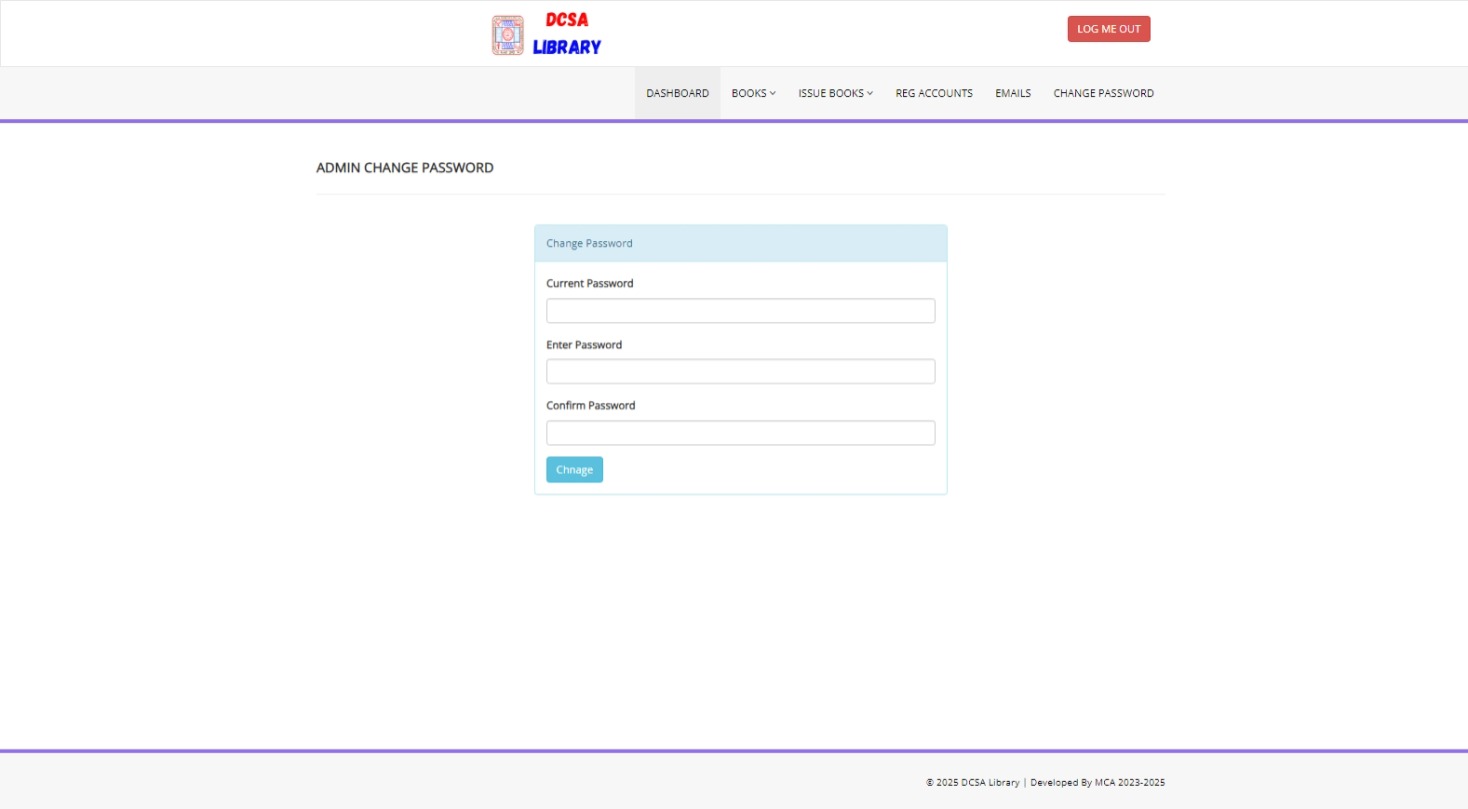 DCSA
LIBRARY
LOG ME OUT
DASHBOARD BOOKS ISSUE BOOKS REG ACCOUNTS EMAILS CHANGE PASSWORD
ADMIN CHANGE PASSWORD
Change Password
Current Password
Enter Password
Confirm Password
Chnage
© 2025 DCSA Library | Developed By MCA 2023-2025